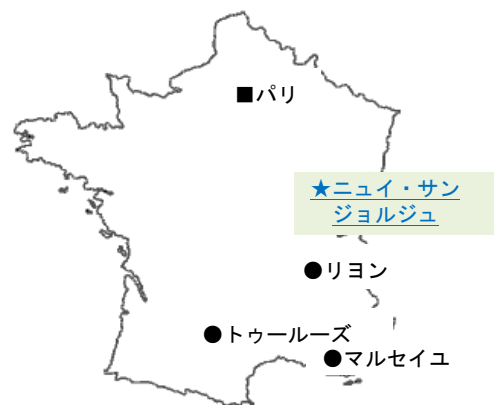 ■パリ
★ニュイ・サン
ジョルジュ
●リヨン
●トゥールーズ
●マルセイユ